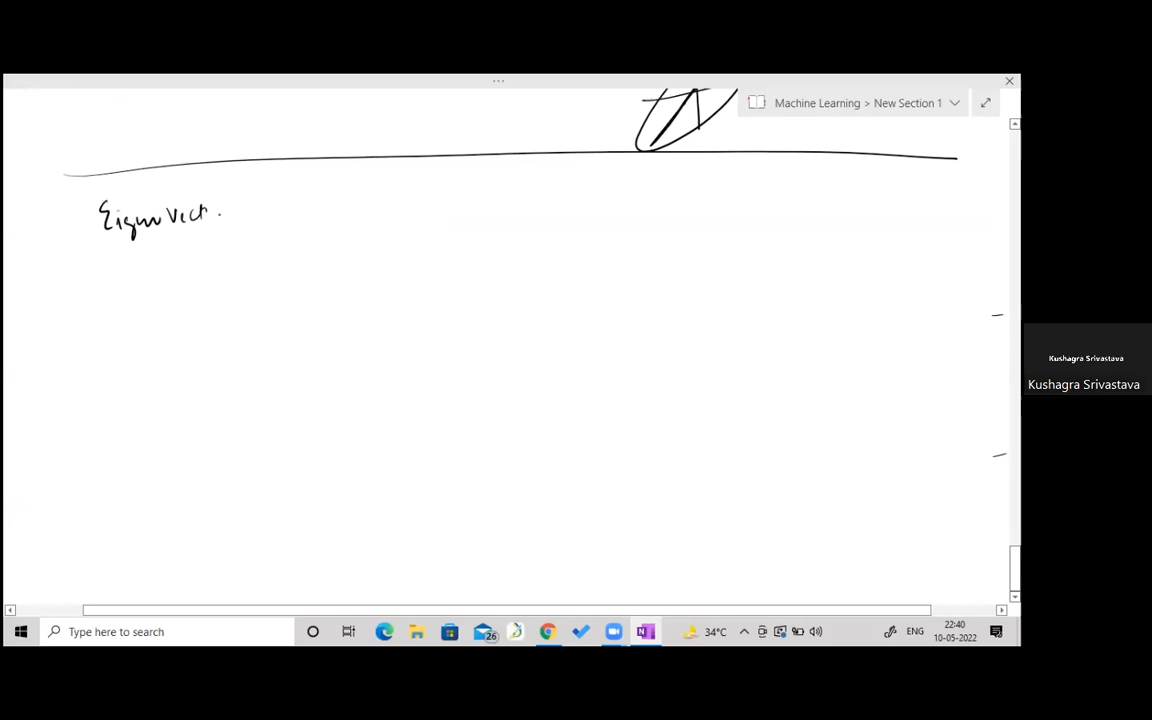 Machine Learning > New Section 1
Eigen Vect.
Kushagra Srivastava
Kushagra Srivastava
Type here to search
26
34°C
ENG
22:40
10-05-2022